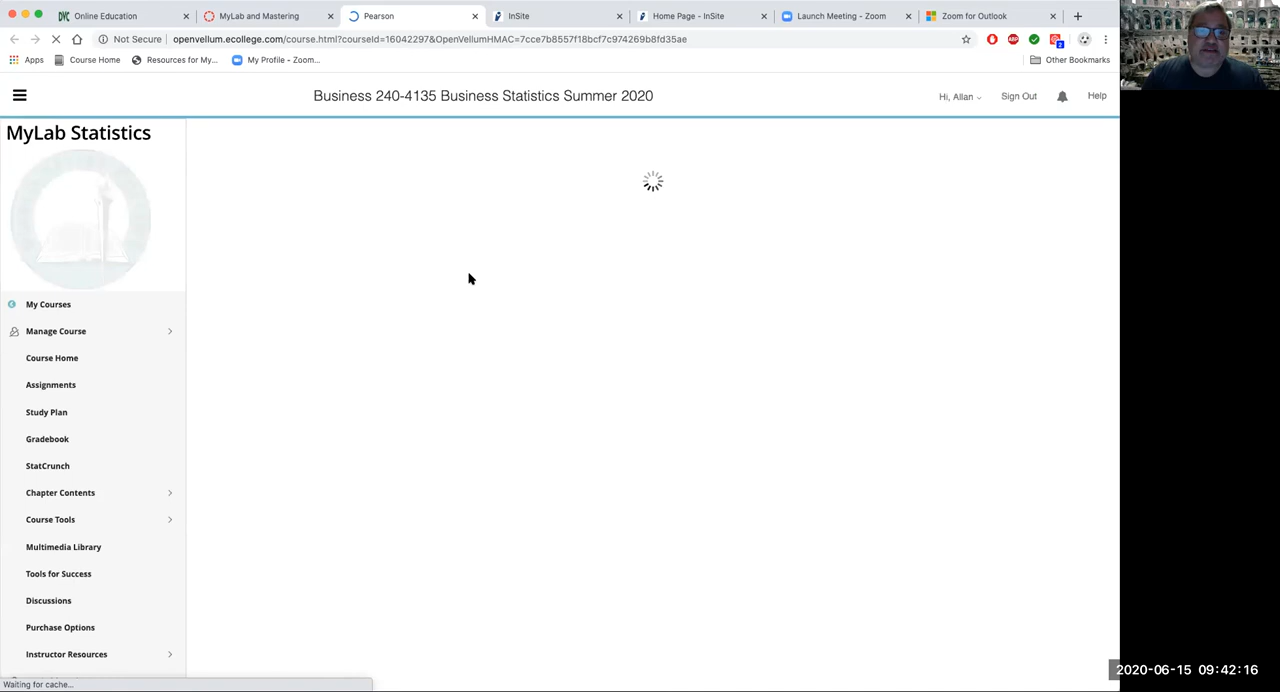 DVC Online Education
MyLab and Mastering
Pearson
InSite
Home Page - InSite
Launch Meeting - Zoom
Zoom for Outlook
Not Secure
openvellum.ecollege.com/course.html?courseId=16042297&OpenVellumHMAC=7cce7b8557f18bcf7c974269b8fd35ae
ABP
2
Apps
Course Home
Resources for My...
My Profile - Zoom...
Other Bookmarks
Business 240-4135 Business Statistics Summer 2020
Hi, Allan
Sign Out
Help
MyLab Statistics
My Courses
Manage Course
Course Home
Assignments
Study Plan
Gradebook
StatCrunch
Chapter Contents
Course Tools
Multimedia Library
Tools for Success
Discussions
Purchase Options
Instructor Resources
Waiting for cache...
2020-06-15 09:42:16